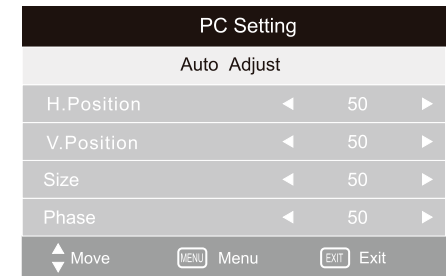 PC Setting
Auto Adjust
H.Position 50
V.Position 50
Size 50
Phase 50
Move MENU Menu EXIT Exit